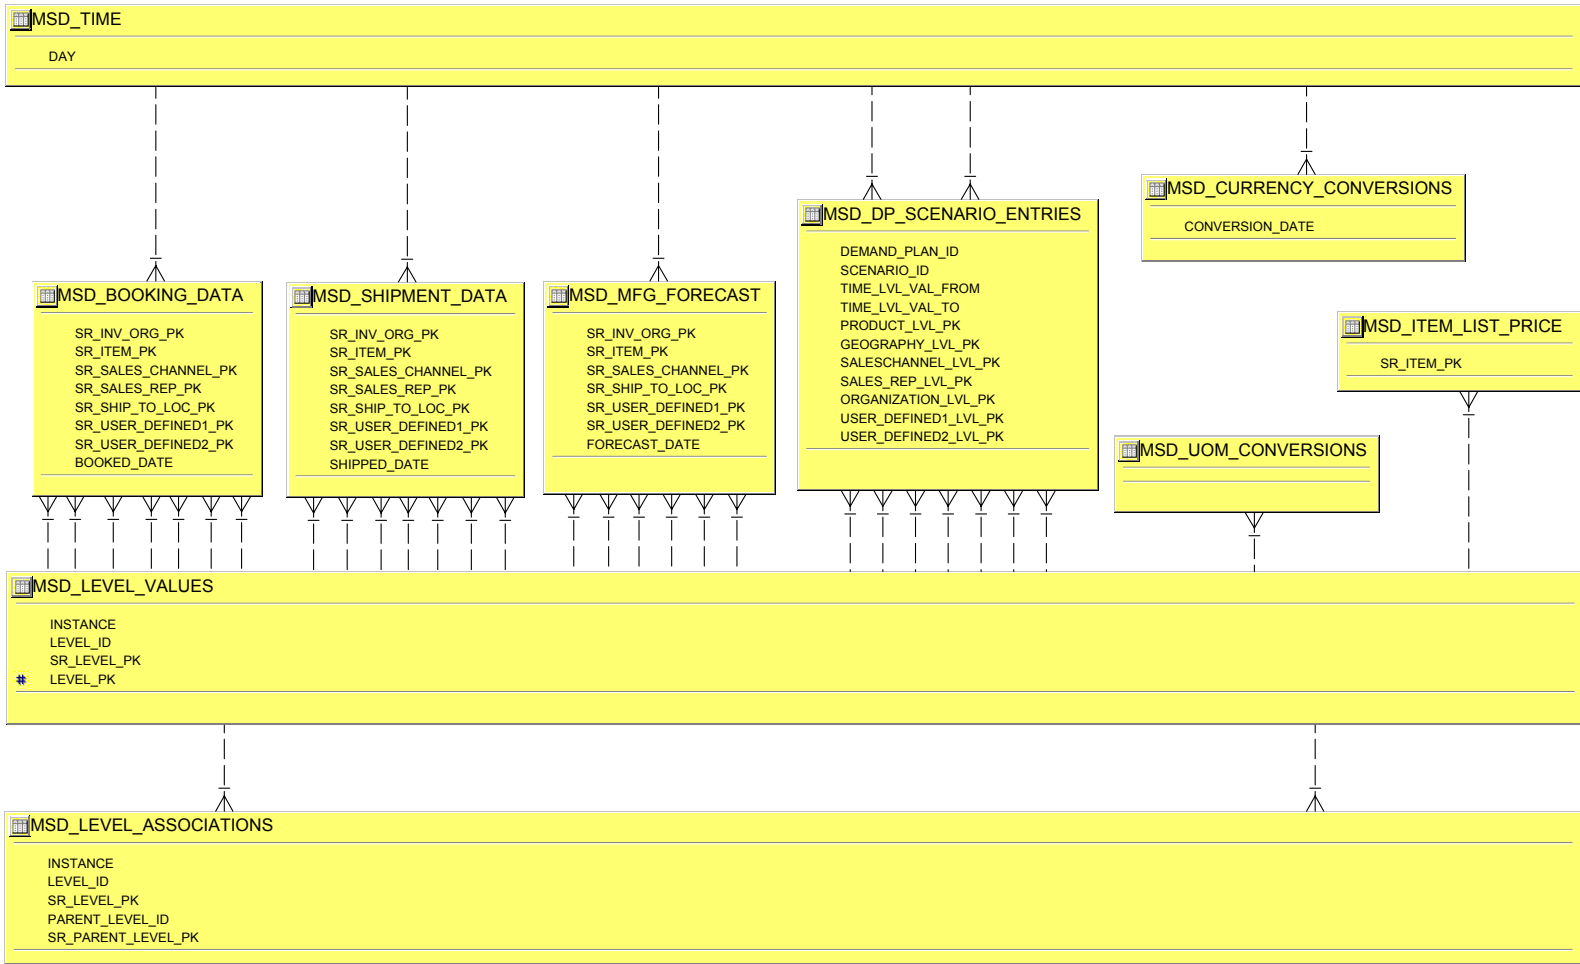 MSD_TIME
DAY
MSD_BOOKING_DATA
SR_INV_ORG_PK
SR_ITEM_PK
SR_SALES_CHANNEL_PK
SR_SALES_REP_PK
SR_SHIP_TO_LOC_PK
SR_USER_DEFINED1_PK
SR_USER_DEFINED2_PK
BOOKED_DATE
MSD_SHIPMENT_DATA
SR_INV_ORG_PK
SR_ITEM_PK
SR_SALES_CHANNEL_PK
SR_SALES_REP_PK
SR_SHIP_TO_LOC_PK
SR_USER_DEFINED1_PK
SR_USER_DEFINED2_PK
SHIPPED_DATE
MSD_MFG_FORECAST
SR_INV_ORG_PK
SR_ITEM_PK
SR_SALES_CHANNEL_PK
SR_SHIP_TO_LOC_PK
SR_USER_DEFINED1_PK
SR_USER_DEFINED2_PK
FORECAST_DATE
MSD_DP_SCENARIO_ENTRIES
DEMAND_PLAN_ID
SCENARIO_ID
TIME_LVL_VAL_FROM
TIME_LVL_VAL_TO
PRODUCT_LVL_PK
GEOGRAPHY_LVL_PK
SALESCHANNEL_LVL_PK
SALES_REP_LVL_PK
ORGANIZATION_LVL_PK
USER_DEFINED1_LVL_PK
USER_DEFINED2_LVL_PK
MSD_CURRENCY_CONVERSIONS
CONVERSION_DATE
MSD_ITEM_LIST_PRICE
SR_ITEM_PK
MSD_UOM_CONVERSIONS
MSD_LEVEL_VALUES
INSTANCE
LEVEL_ID
SR_LEVEL_PK
# LEVEL_PK
MSD_LEVEL_ASSOCIATIONS
INSTANCE
LEVEL_ID
SR_LEVEL_PK
PARENT_LEVEL_ID
SR_PARENT_LEVEL_PK